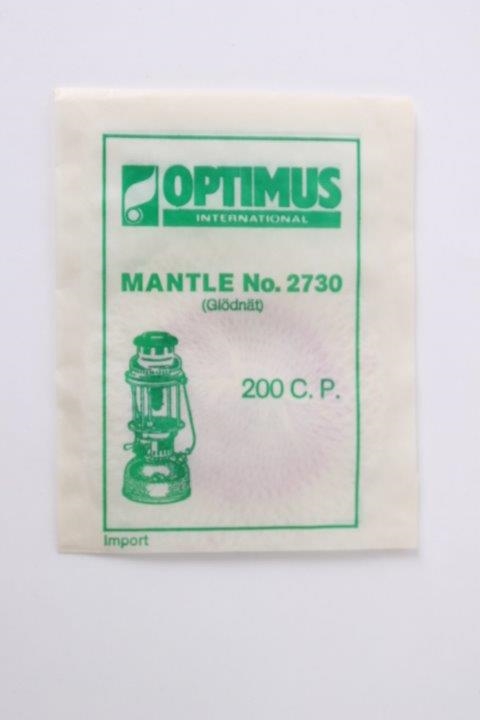 OPTIMUS
INTERNATIONAL
MANTLE No. 2730
(Glödnät)
200 C. P.
Import